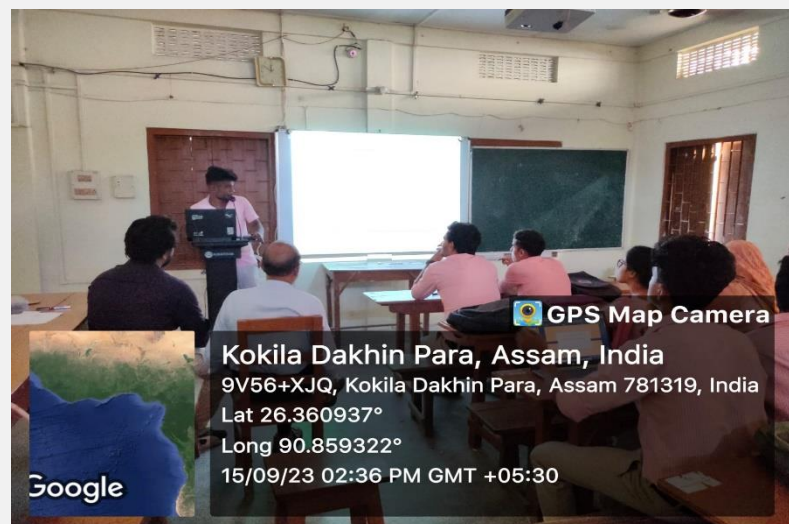 GPS Map Camera
Kokila Dakhin Para, Assam, India
9V56+XJQ, Kokila Dakhin Para, Assam 781319, India
Lat 26.360937°
Long 90.859322°
15/09/23 02:36 PM GMT +05:30
Google